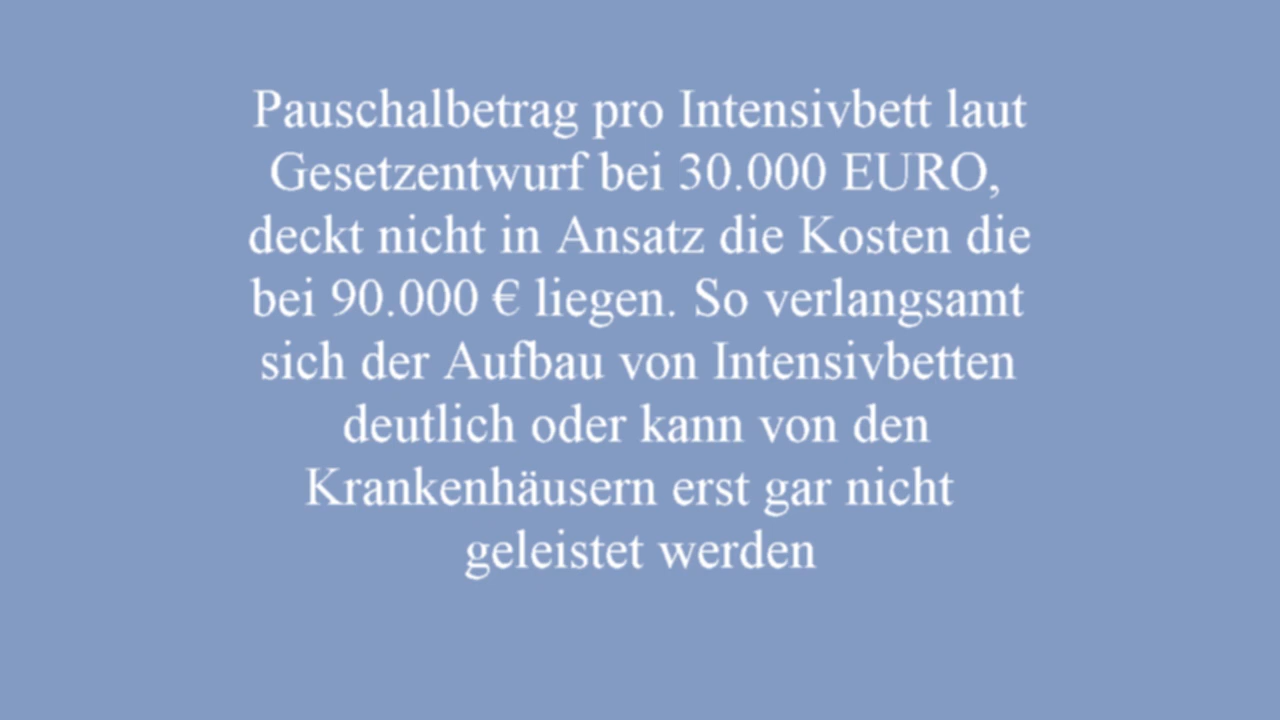 Pauschalbetrag pro Intensivbett laut
Gesetzentwurf bei 30.000 EURO,
deckt nicht in Ansatz die Kosten die
bei 90.000 € liegen. So verlangsamt
sich der Aufbau von Intensivbetten
deutlich oder kann von den
Krankenhäusern erst gar nicht
geleistet werden